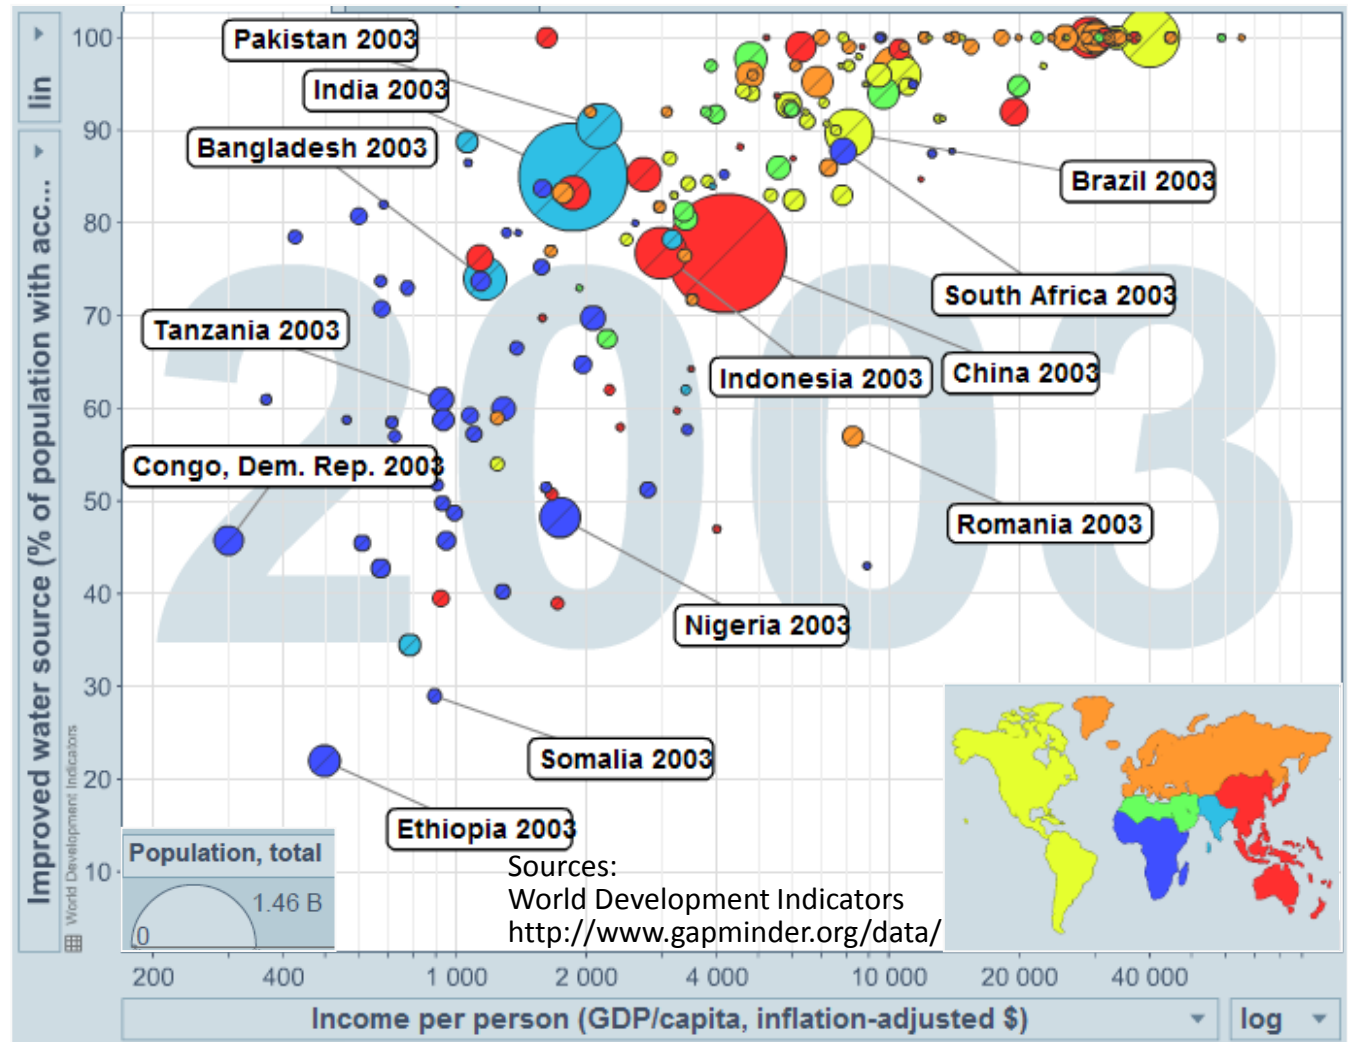 Pakistan 2003
India 2003
Bangladesh 2003
Brazil 2003
South Africa 2003
Tanzania 2003
Indonesia 2003
China 2003
Congo, Dem. Rep. 2003
Romania 2003
Nigeria 2003
Somalia 2003
Ethiopia 2003
2003
lin
Improved water source (% of population with acc...
World Development Indicators
100
90
80
70
60
50
40
30
20
10
Population, total
1.46 B
0
Sources:
World Development Indicators
http://www.gapminder.org/data/
200 400 1 000 2 000 4 000 10 000 20 000 40 000
Income per person (GDP/capita, inflation-adjusted $)
log